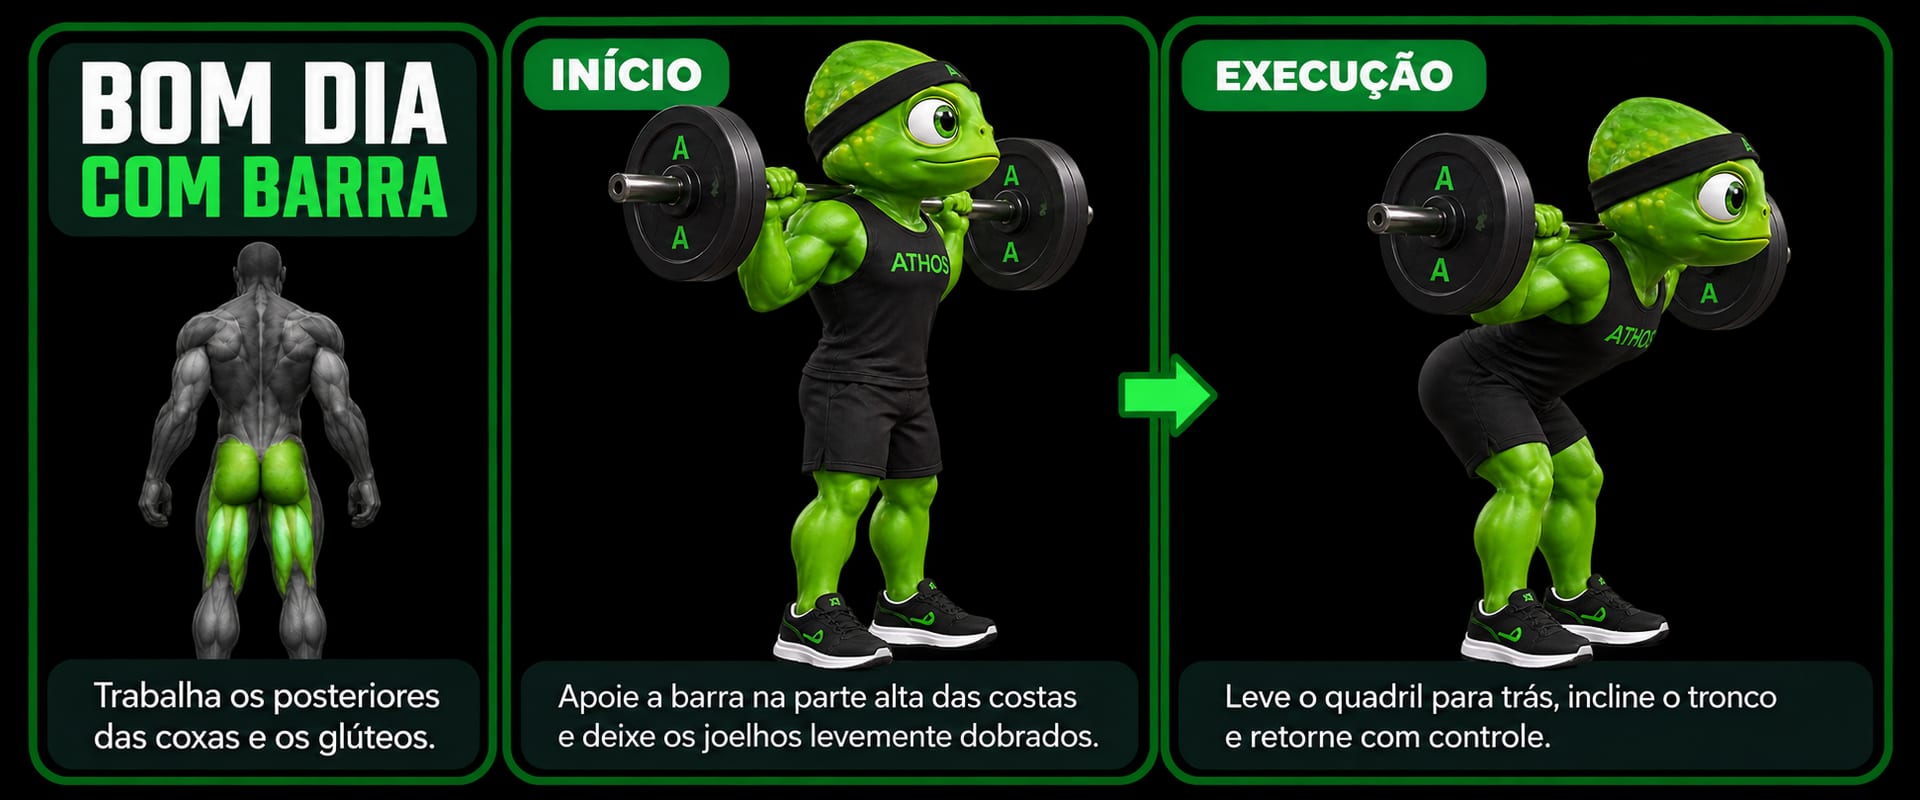 BOM DIA
COM BARRA
Trabalha os posteriores
das coxas e os glúteos.
INÍCIO
A
A
A
A
A
ATHOS
Apoie a barra na parte alta das costas
e deixe os joelhos levemente dobrados.
EXECUÇÃO
A
A
A
A
ATHOS
Leve o quadril para trás, incline o tronco
e retorne com controle.